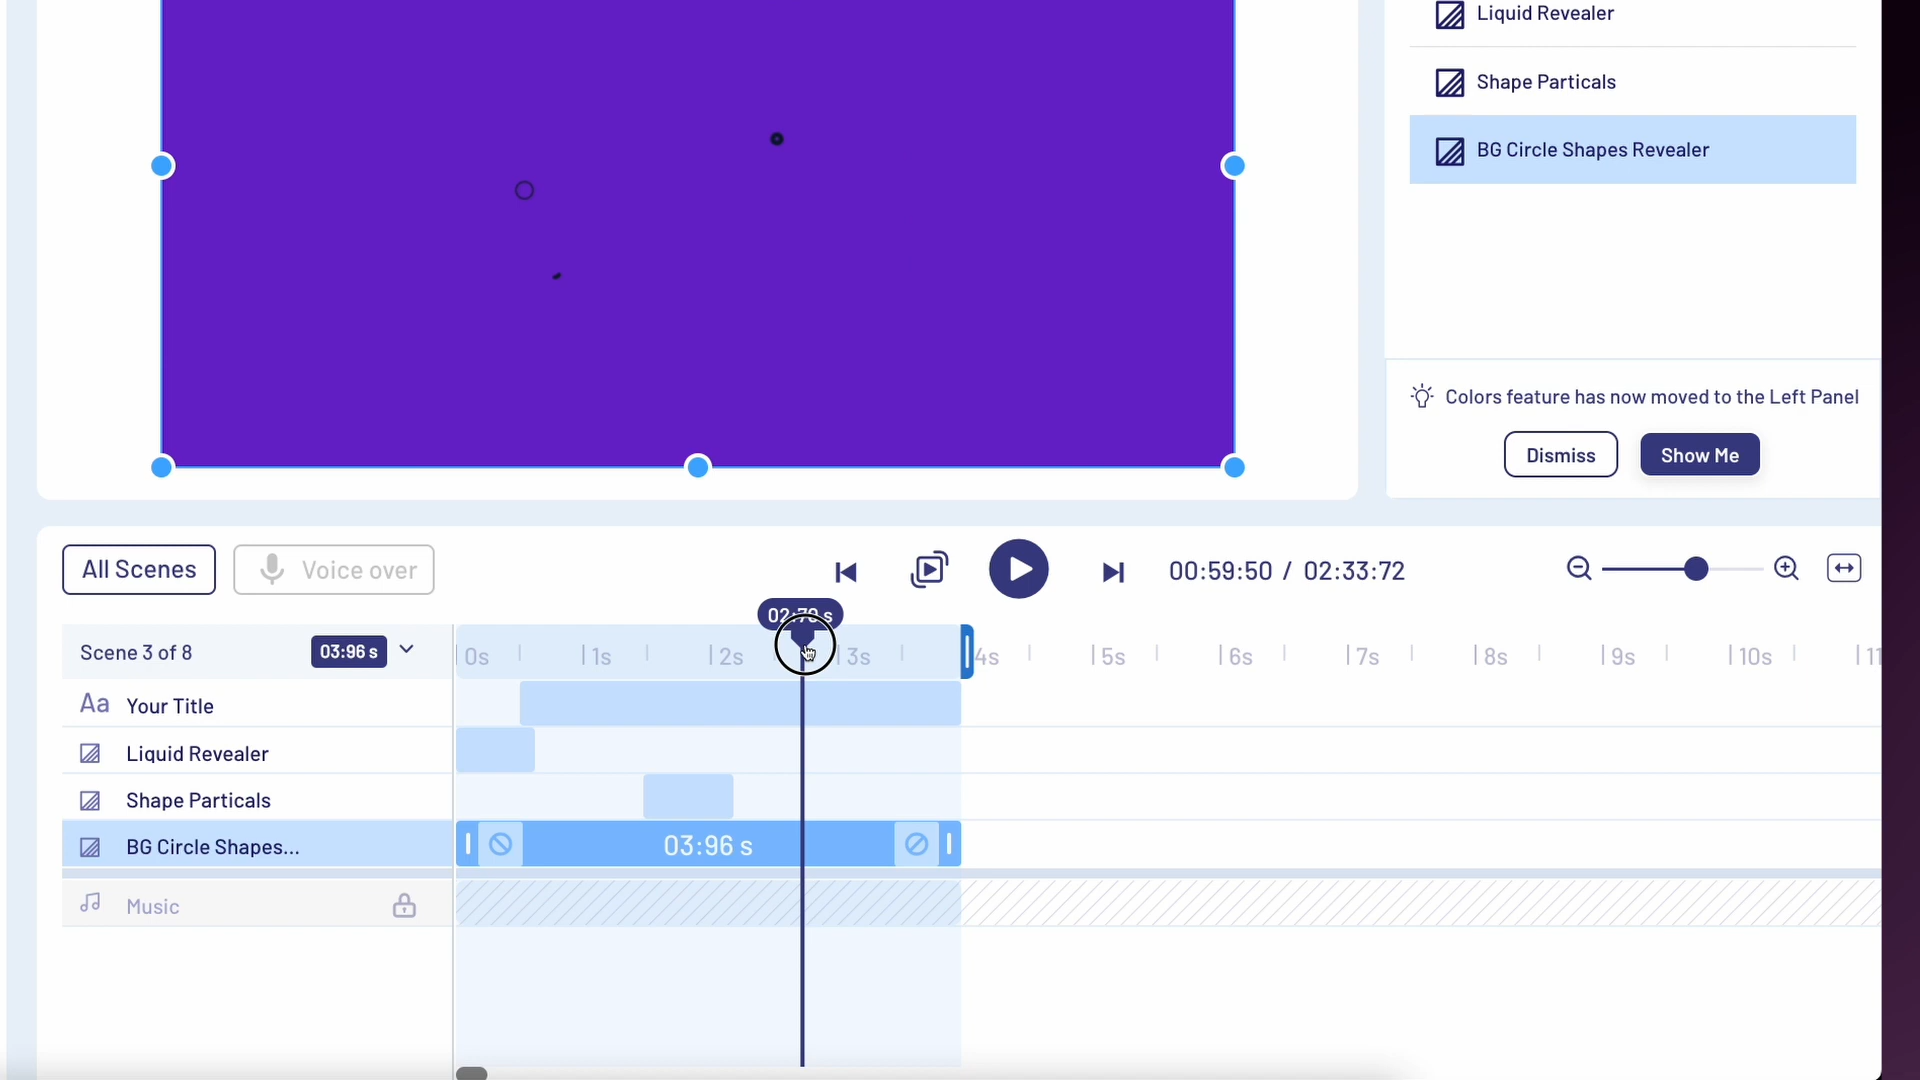 Liquid Revealer
Shape Particals
BG Circle Shapes Revealer
Colors feature has now moved to the Left Panel
Dismiss
Show Me
All Scenes
Voice over
00:59:50 / 02:33:72
Scene 3 of 8
03:96 s
0s
1s
2s
3s
4s
5s
6s
7s
8s
9s
10s
11
Aa
Your Title
Liquid Revealer
Shape Particals
BG Circle Shapes...
03:96 s
Music